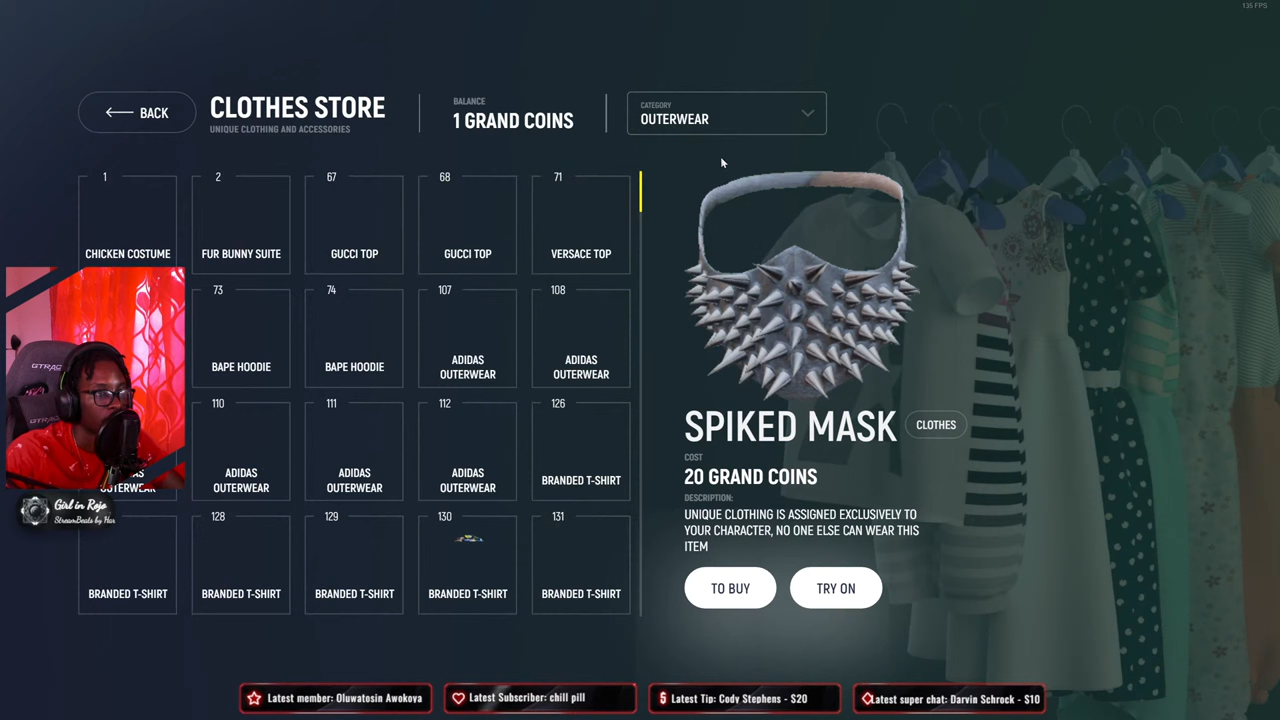 135 FPS
BACK
CLOTHES STORE
UNIQUE CLOTHING AND ACCESSORIES
BALANCE
1 GRAND COINS
CATEGORY
OUTERWEAR
1
CHICKEN COSTUME
2
FUR BUNNY SUITE
67
GUCCI TOP
68
GUCCI TOP
71
VERSACE TOP
73
BAPE HOODIE
74
BAPE HOODIE
107
ADIDAS
OUTERWEAR
108
ADIDAS
OUTERWEAR
OUTERWEAR
110
ADIDAS
OUTERWEAR
111
ADIDAS
OUTERWEAR
112
ADIDAS
OUTERWEAR
126
BRANDED T-SHIRT
BRANDED T-SHIRT
128
BRANDED T-SHIRT
129
BRANDED T-SHIRT
130
BRANDED T-SHIRT
131
BRANDED T-SHIRT
SPIKED MASK
CLOTHES
COST
20 GRAND COINS
DESCRIPTION:
UNIQUE CLOTHING IS ASSIGNED EXCLUSIVELY TO
YOUR CHARACTER, NO ONE ELSE CAN WEAR THIS
ITEM
TO BUY
TRY ON
GTRAC
Girl in Rojo
StreamBeats by Har
Latest member: Oluwatosin Awokoya
Latest Subscriber: chill pill
Latest Tip: Cody Stephens - $20
Latest super chat: Darvin Schrock - $10